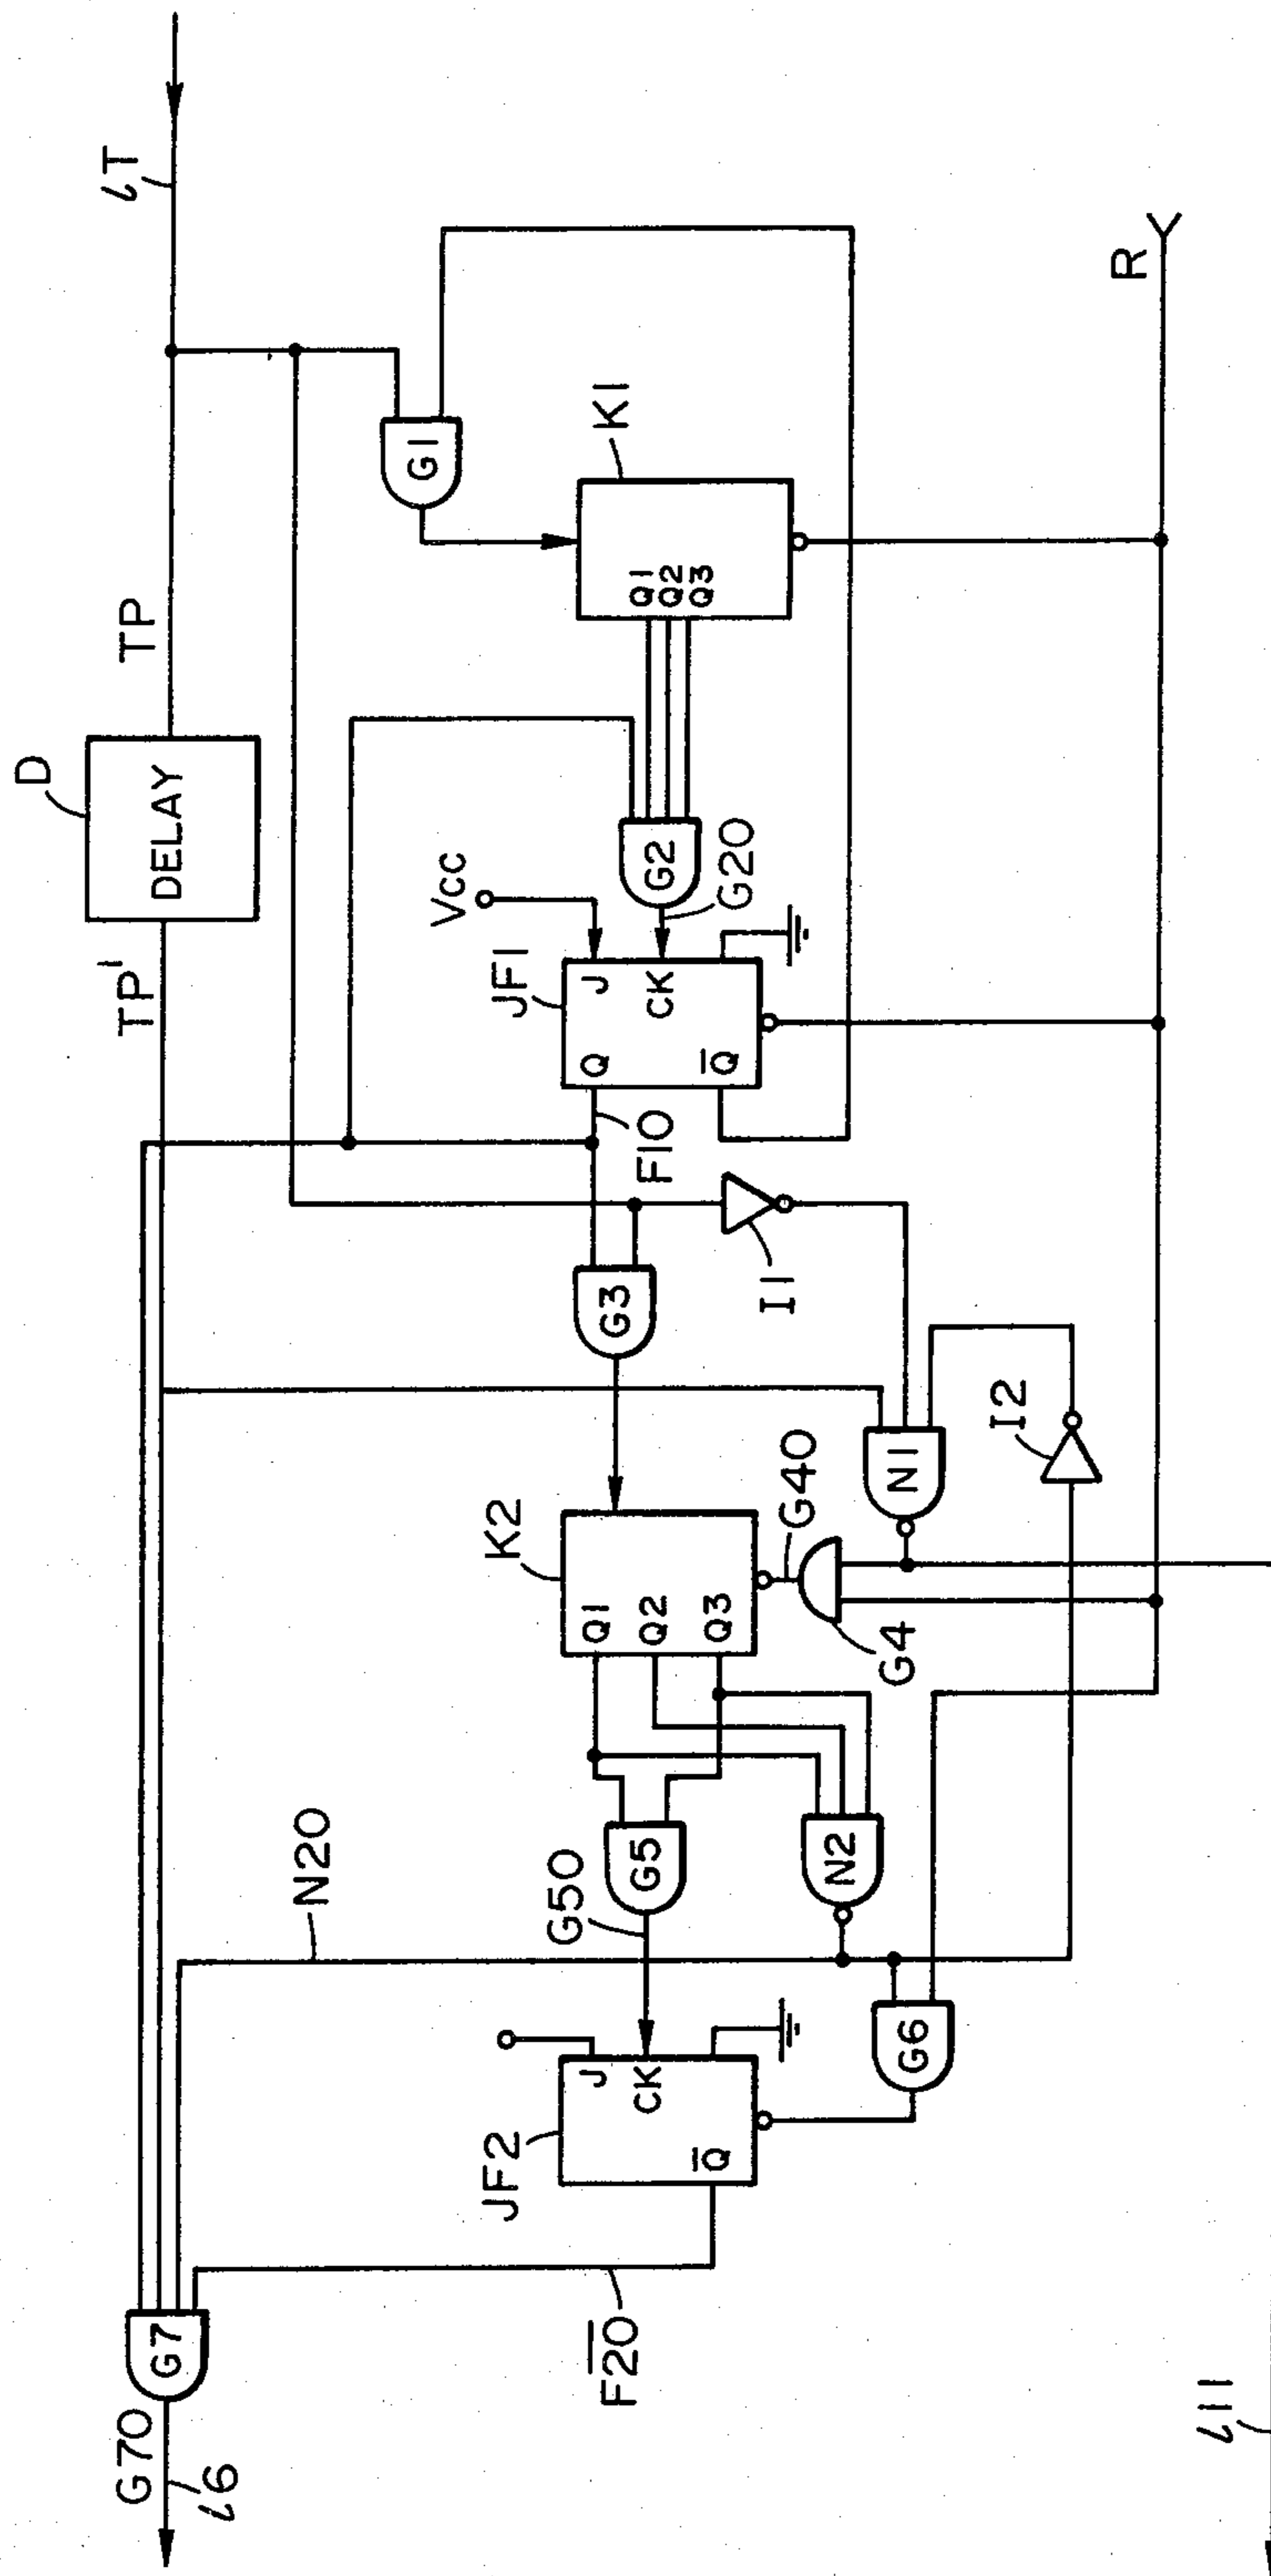 D
DELAY
TP'
TP
ℓT
G70
ℓ6
G7
N20
F̅2̅0̅
JF2
J
CK
Q̅
G50
G5
N2
G6
K2
Q1
Q2
Q3
G40
G4
N1
I2
G3
I1
F10
JF1
J
CK
Q
Q̅
Vcc
G2
G20
K1
Q1
Q2
Q3
G1
R
ℓ11